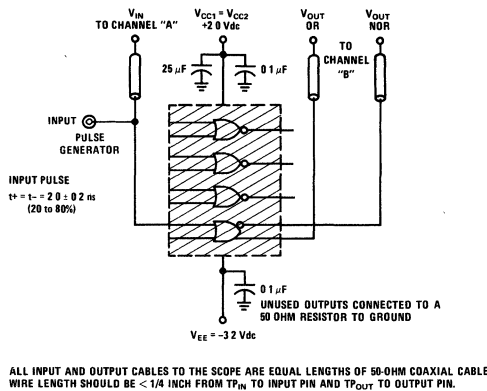 VIN
TO CHANNEL "A"
VCC1 = VCC2
+2 0 Vdc
VOUT
OR
VOUT
NOR
TO
CHANNEL
"B"
25 µF
0 1 µF
INPUT
PULSE
GENERATOR
INPUT PULSE
t+ = t– = 2 0 ± 0 2 ns
(20 to 80%)
0 1 µF
UNUSED OUTPUTS CONNECTED TO A
50 OHM RESISTOR TO GROUND
VEE = –3 2 Vdc
ALL INPUT AND OUTPUT CABLES TO THE SCOPE ARE EQUAL LENGTHS OF 50-OHM COAXIAL CABLE
WIRE LENGTH SHOULD BE < 1/4 INCH FROM TPIN TO INPUT PIN AND TPOUT TO OUTPUT PIN.